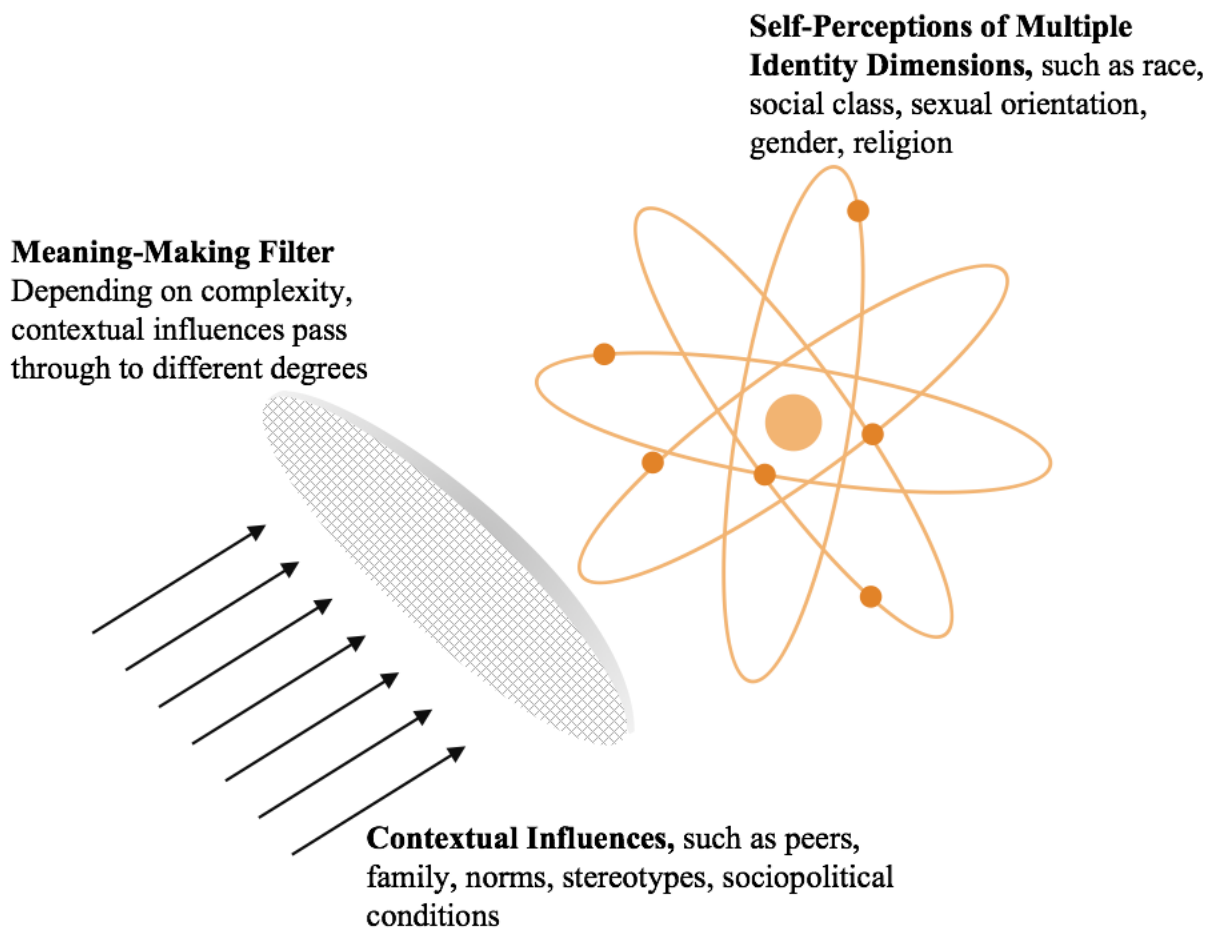 Self-Perceptions of Multiple
Identity Dimensions, such as race,
social class, sexual orientation,
gender, religion
Meaning-Making Filter
Depending on complexity,
contextual influences pass
through to different degrees
Contextual Influences, such as peers,
family, norms, stereotypes, sociopolitical
conditions